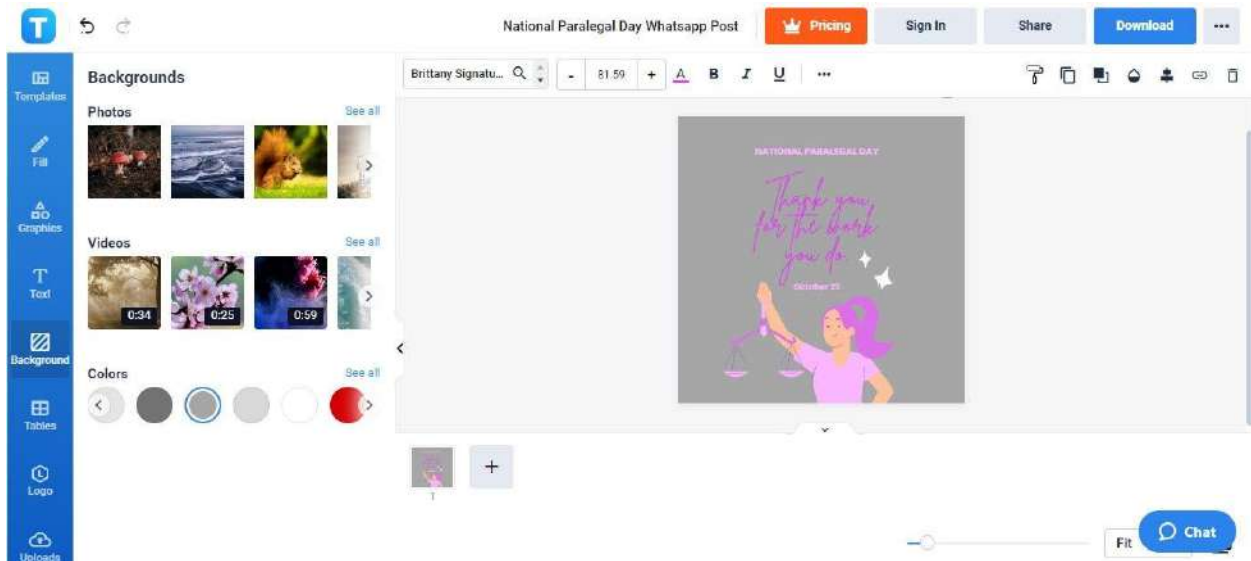 T
National Paralegal Day Whatsapp Post
Pricing
Sign In
Share
Download
Templates
Fill
Graphics
Text
Background
Tables
Logo
Uploads
Backgrounds
Photos
See all
Videos
See all
0:34
0:25
0:59
Colors
See all
Brittany Signatu...
-
81.59
+
A
B
I
U
NATIONAL PARALEGAL DAY
Thank you
for the work
you do
October
+
Fit
Chat